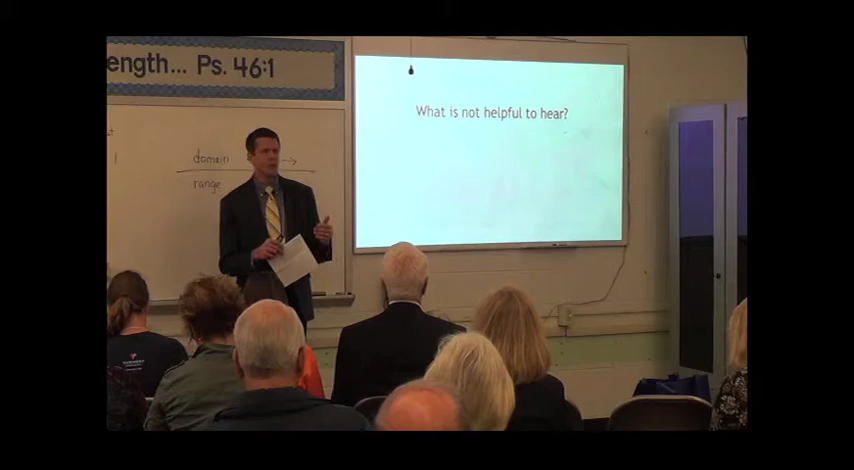 ength... Ps. 46:1
What is not helpful to hear?
domain
range